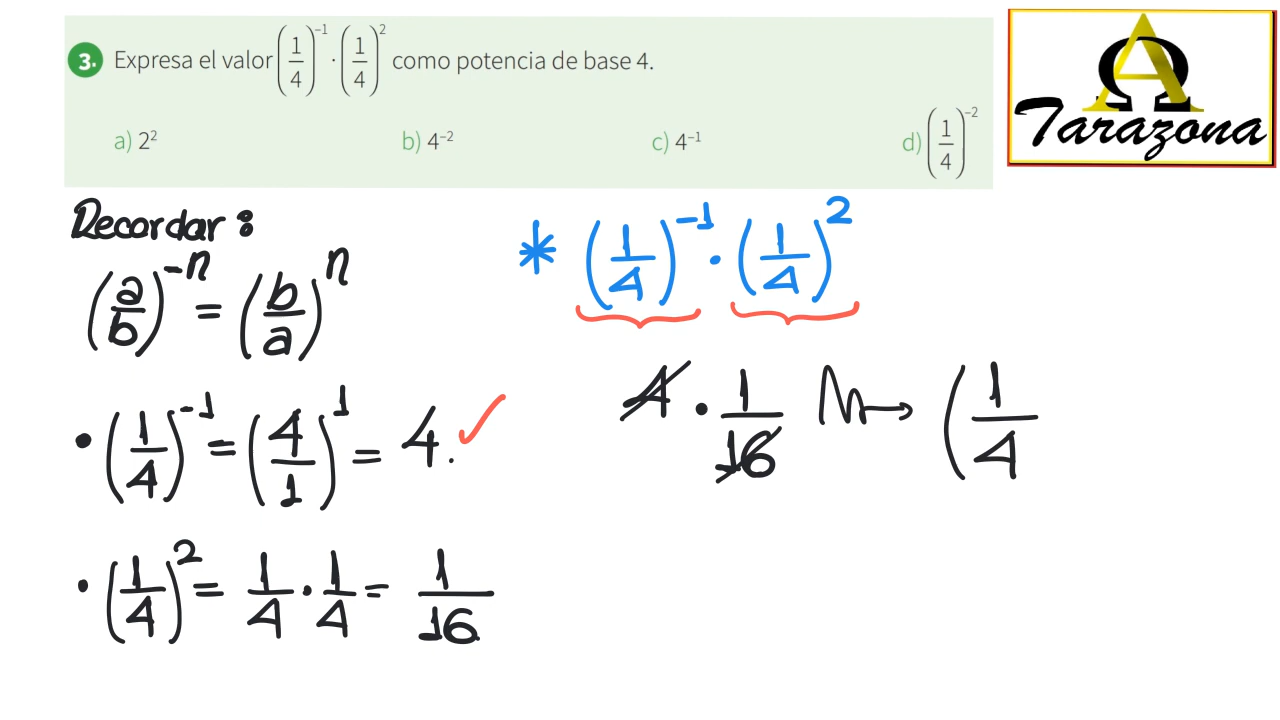 3. Expresa el valor (1/4)⁻¹ · (1/4)² como potencia de base 4.
a) 2² b) 4⁻² c) 4⁻¹ d) (1/4)⁻²
ΑΩ
Tarazona
Recordar:
(a/b)⁻ⁿ = (b/a)ⁿ
• (1/4)⁻¹ = (4/1)¹ = 4. ✓
• (1/4)² = 1/4 · 1/4 = 1/16
* (1/4)⁻¹ · (1/4)²
4 · 1/16 → (1/4